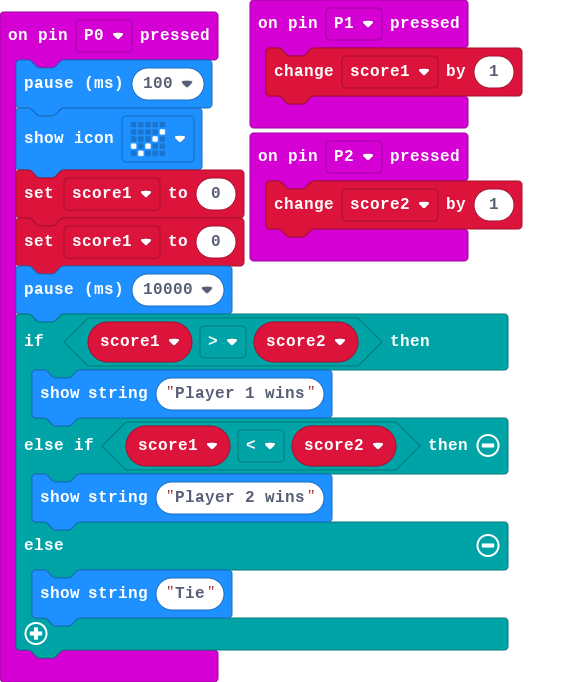 on pin P0 pressed
pause (ms) 100
show icon
set score1 to 0
set score1 to 0
pause (ms) 10000
if score1 > score2 then
show string "Player 1 wins"
else if score1 < score2 then
show string "Player 2 wins"
else
show string "Tie"
on pin P1 pressed
change score1 by 1
on pin P2 pressed
change score2 by 1